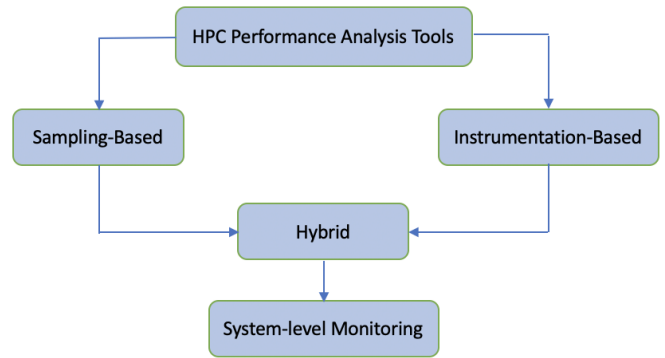 HPC Performance Analysis Tools
Sampling-Based
Instrumentation-Based
Hybrid
System-level Monitoring